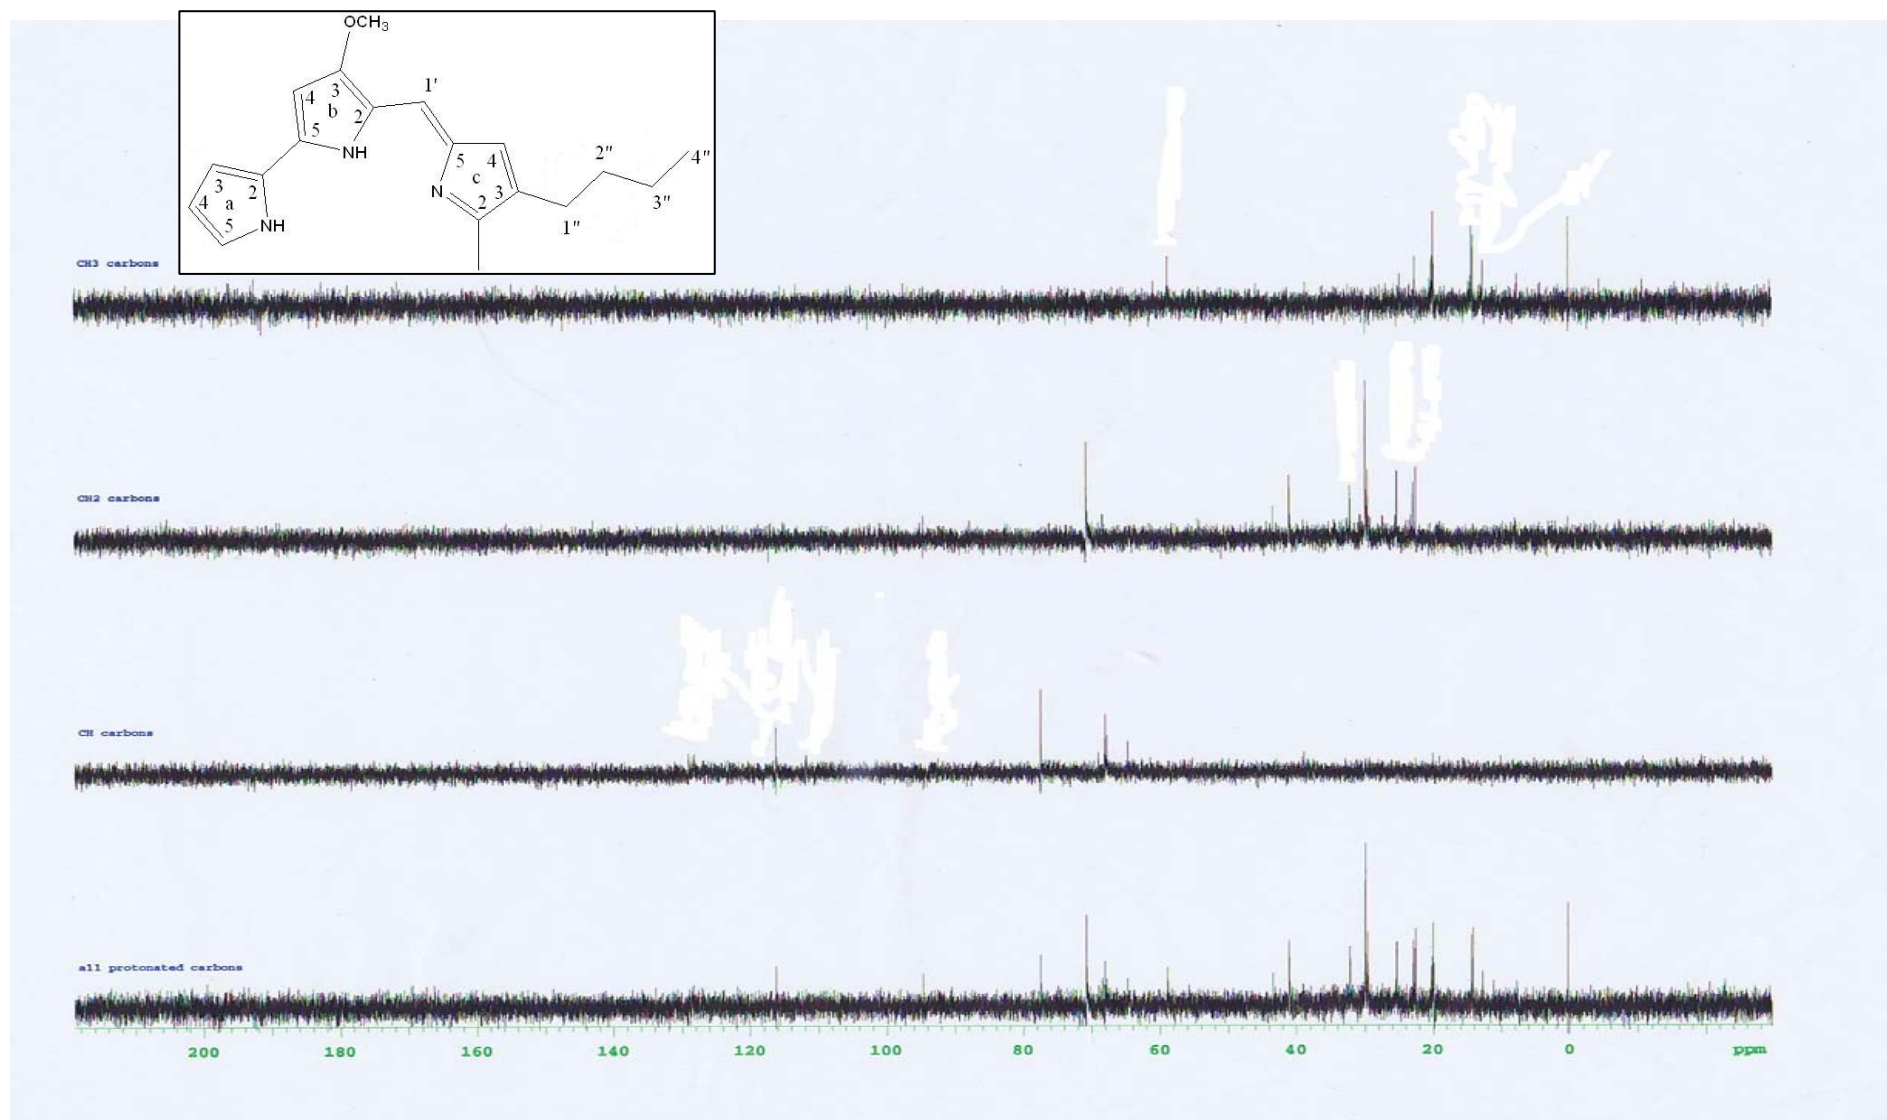 OCH3
1'
4
3
b
2
5
NH
5
4
c
N
3
2
2"
4"
3"
1"
3
2
4
a
5
NH
CH3 carbons
CH2 carbons
CH carbons
all protonated carbons
200 180 160 140 120 100 80 60 40 20 0 ppm